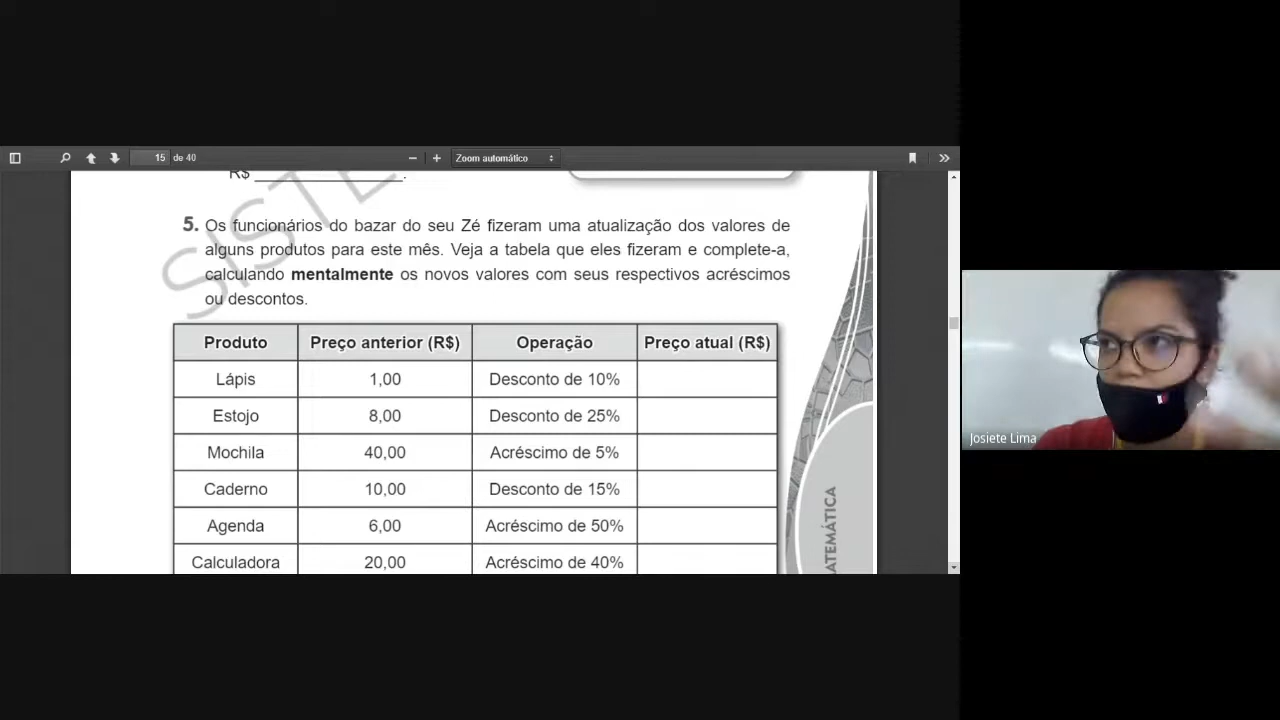 15 de 40
Zoom automático
R$ ________________.
5. Os funcionários do bazar do seu Zé fizeram uma atualização dos valores de
alguns produtos para este mês. Veja a tabela que eles fizeram e complete-a,
calculando mentalmente os novos valores com seus respectivos acréscimos
ou descontos.
Produto Preço anterior (R$) Operação Preço atual (R$)
Lápis 1,00 Desconto de 10%
Estojo 8,00 Desconto de 25%
Mochila 40,00 Acréscimo de 5%
Caderno 10,00 Desconto de 15%
Agenda 6,00 Acréscimo de 50%
Calculadora 20,00 Acréscimo de 40%
SISTE
ATEMÁTICA
Josiete Lima